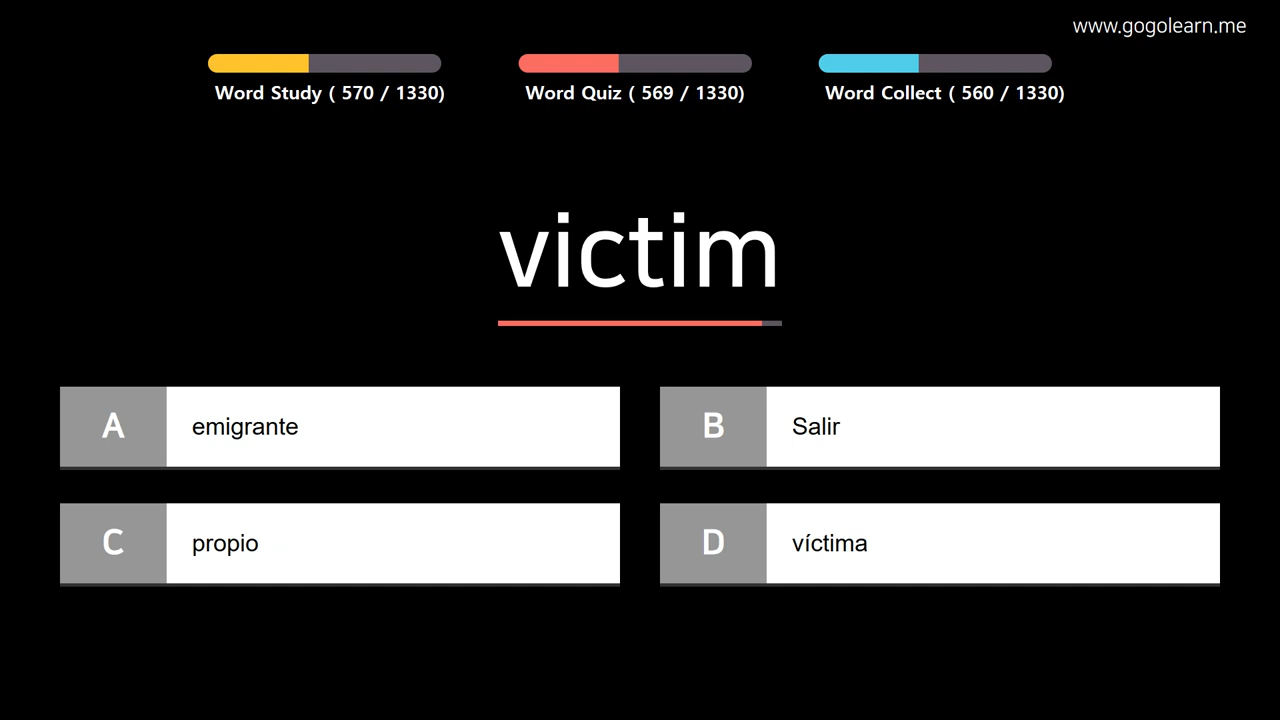 www.gogolearn.me
Word Study ( 570 / 1330)
Word Quiz ( 569 / 1330)
Word Collect ( 560 / 1330)
victim
A
emigrante
B
Salir
C
propio
D
víctima